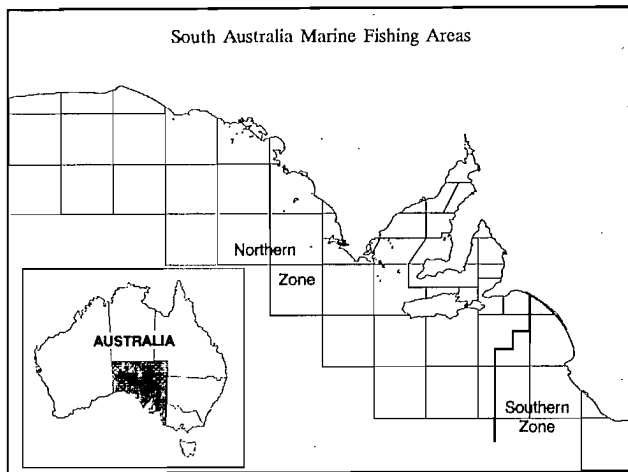 South Australia Marine Fishing Areas
Northern
Zone
AUSTRALIA
Southern
Zone